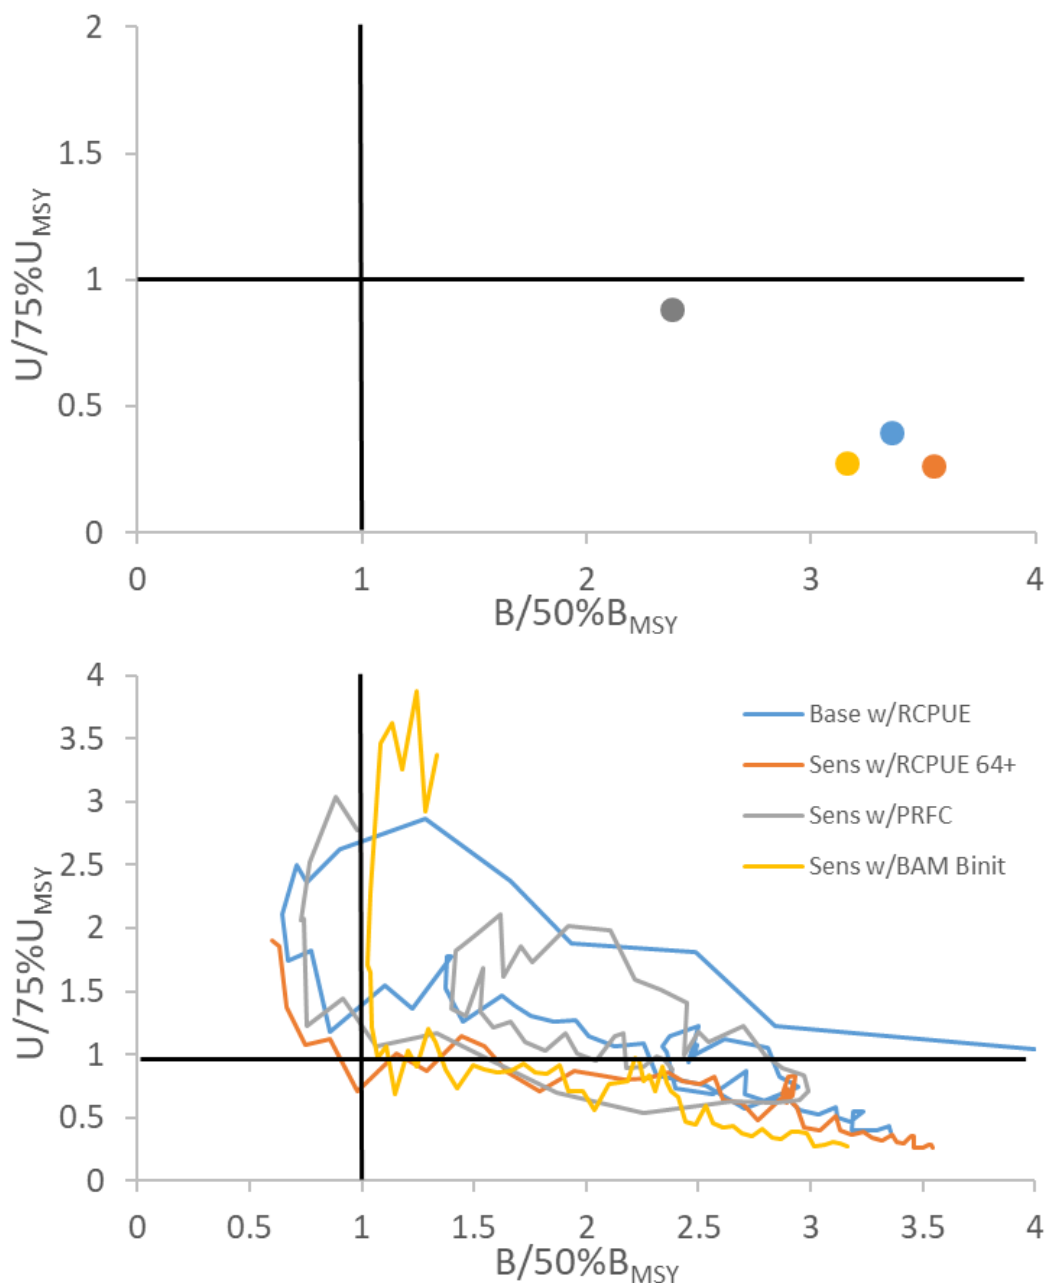 2
1.5
1
0.5
0
U/75%UMSY
0 1 2 3 4
B/50%BMSY
4
3.5
3
2.5
2
1.5
1
0.5
0
U/75%UMSY
Base w/RCPUE
Sens w/RCPUE 64+
Sens w/PRFC
Sens w/BAM Binit
0 0.5 1 1.5 2 2.5 3 3.5 4
B/50%BMSY